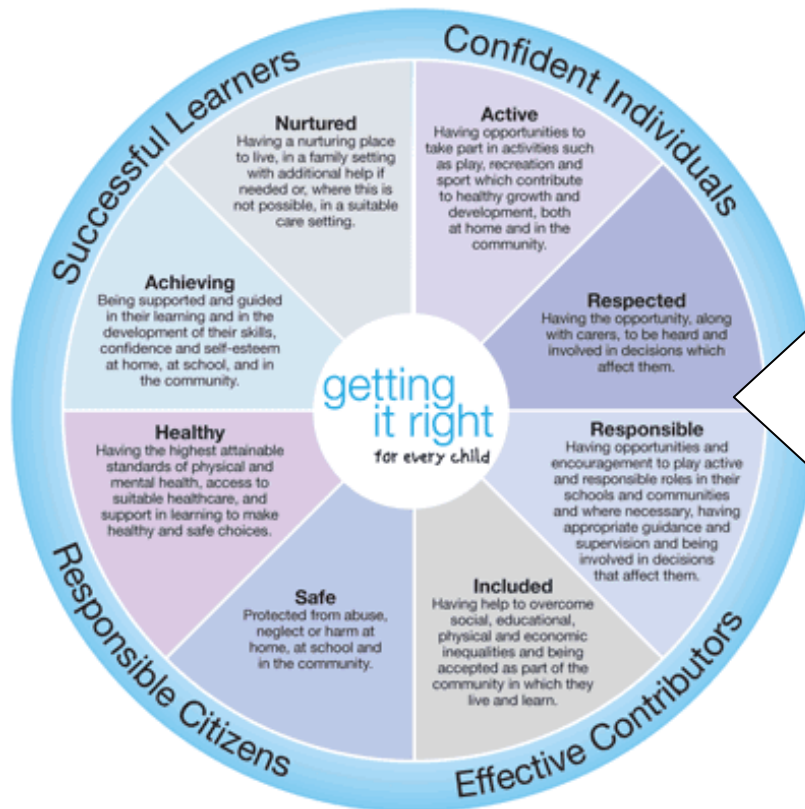 Successful Learners
Confident Individuals
Nurtured
Having a nurturing place
to live, in a family setting
with additional help if
needed or, where this is
not possible, in a suitable
care setting.
Active
Having opportunities to
take part in activities such
as play, recreation and
sport which contribute
to healthy growth and
development, both
at home and in the
community.
Achieving
Being supported and guided
in their learning and in the
development of their skills,
confidence and self-esteem
at home, at school, and in
the community.
Respected
Having the opportunity, along
with carers, to be heard and
involved in decisions which
affect them.
getting
it right
for every child
Healthy
Having the highest attainable
standards of physical and
mental health, access to
suitable healthcare, and
support in learning to make
healthy and safe choices.
Responsible
Having opportunities and
encouragement to play active
and responsible roles in their
schools and communities
and where necessary, having
appropriate guidance and
supervision and being
involved in decisions
that affect them.
Safe
Protected from abuse,
neglect or harm at
home, at school and
in the community.
Included
Having help to overcome
social, educational,
physical and economic
inequalities and being
accepted as part of the
community in which they
live and learn.
Responsible Citizens
Effective Contributors